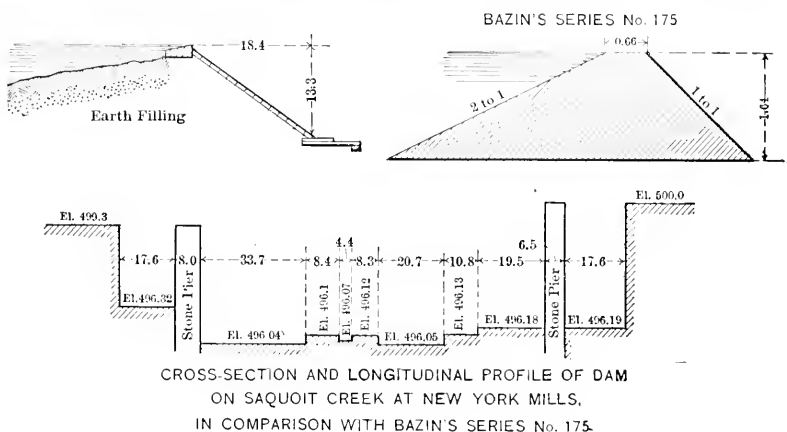 BAZIN'S SERIES No. 175
18.4
13.3
Earth Filling
0.66
2 to 1
1 to 1
1.64
El. 499.3
El. 500.0
4.4
6.5
17.6
8.0
33.7
8.4
8.3
20.7
10.8
19.5
17.6
El.496.32
Stone Pier
El. 496.04
El. 496.1
El. 496.07
El. 496.12
El. 496.05
El. 496.13
El. 496.18
Stone Pier
El. 496.19
CROSS-SECTION AND LONGITUDINAL PROFILE OF DAM
ON SAQUOIT CREEK AT NEW YORK MILLS,
IN COMPARISON WITH BAZIN'S SERIES No. 175.